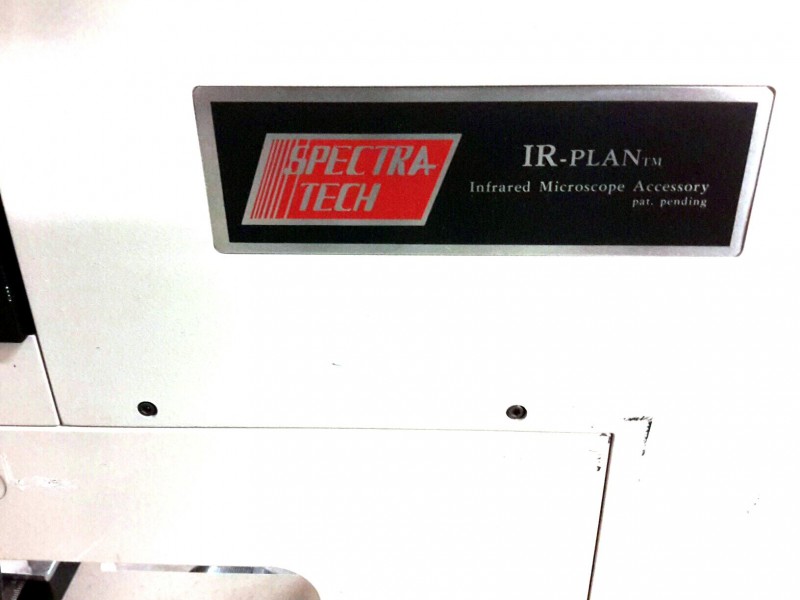 SPECTRA-
TECH
IR-PLAN™
Infrared Microscope Accessory
pat. pending